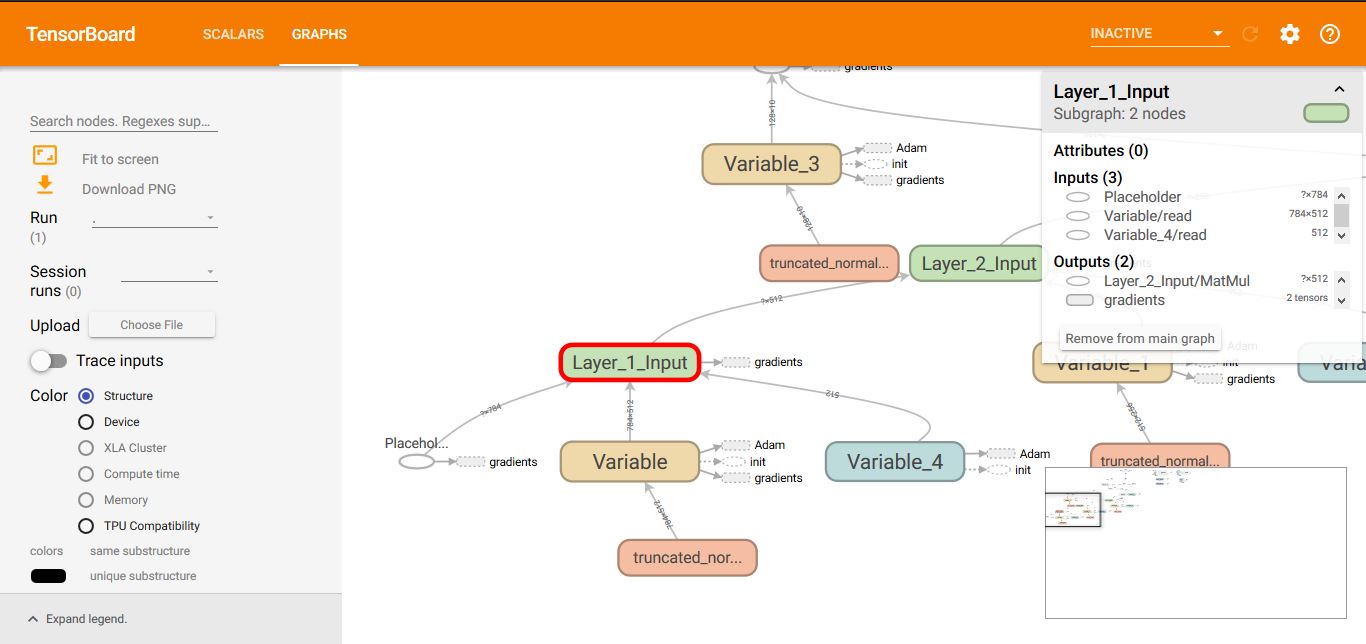 TensorBoard
SCALARS
GRAPHS
INACTIVE
Search nodes. Regexes sup...
Fit to screen
Download PNG
Run
(1)
.
Session
runs (0)
Upload
Choose File
Trace inputs
Color
Structure
Device
XLA Cluster
Compute time
Memory
TPU Compatibility
colors
same substructure
unique substructure
Expand legend.
gradients
128×10
Variable_3
Adam
init
gradients
128×10
truncated_normal...
Layer_2_Input
?×512
Layer_1_Input
gradients
?×784
784×512
512
Placehol...
gradients
Variable
Adam
init
gradients
Variable_4
Adam
init
784×512
truncated_nor...
Variable_1
Adam
init
gradients
512×256
truncated_normal...
Varia
Layer_1_Input
Subgraph: 2 nodes
Attributes (0)
Inputs (3)
Placeholder
?×784
Variable/read
784×512
Variable_4/read
512
Outputs (2)
Layer_2_Input/MatMul
?×512
gradients
2 tensors
Remove from main graph